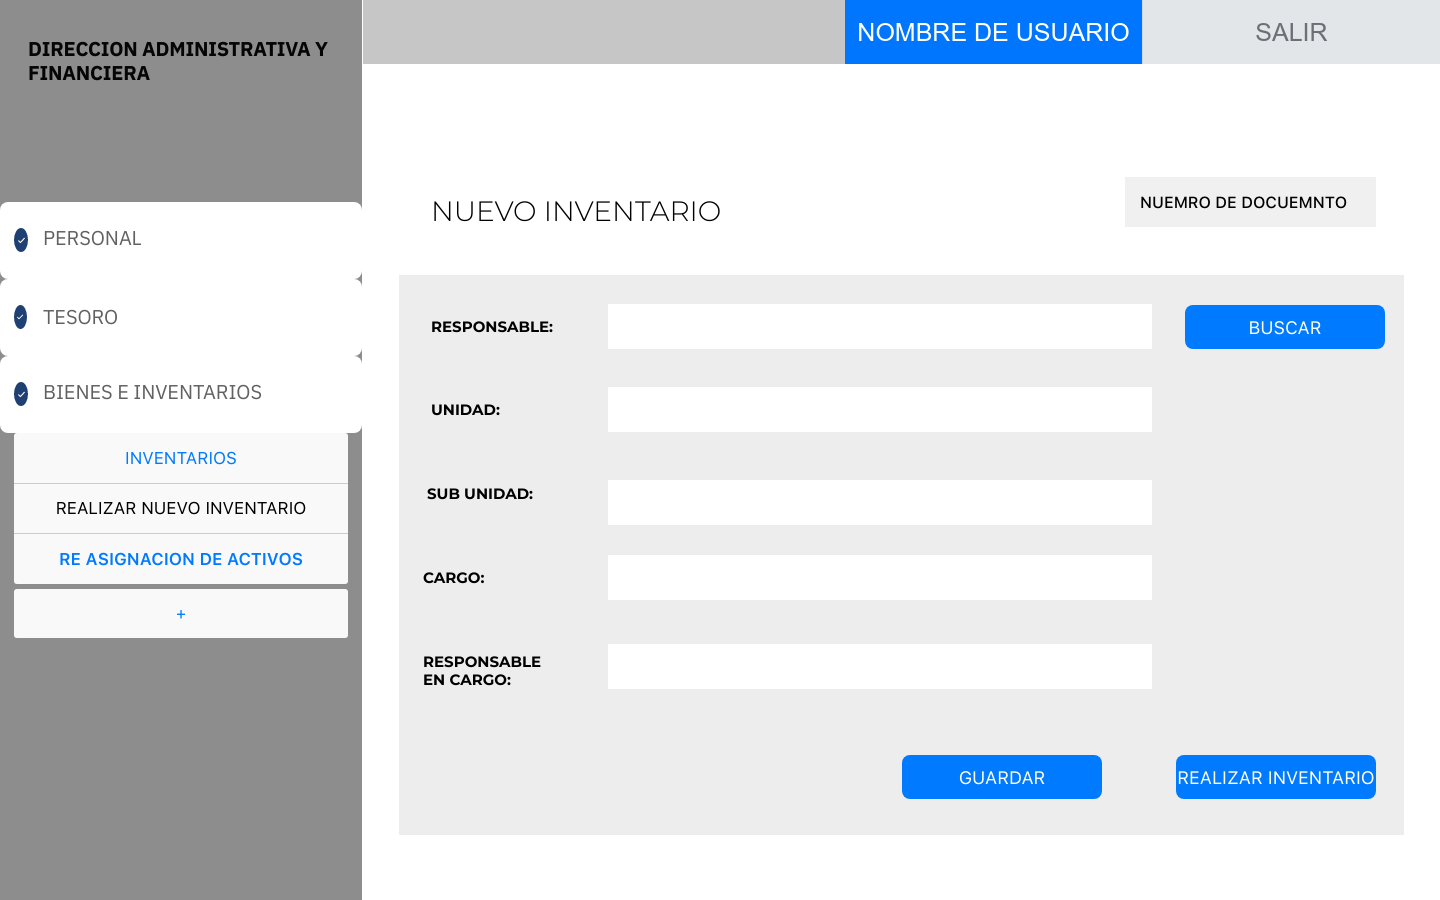 DIRECCION ADMINISTRATIVA Y
FINANCIERA
NOMBRE DE USUARIO
SALIR
PERSONAL
TESORO
BIENES E INVENTARIOS
INVENTARIOS
REALIZAR NUEVO INVENTARIO
RE ASIGNACION DE ACTIVOS
+
NUEVO INVENTARIO
NUEMRO DE DOCUEMNTO
RESPONSABLE:
BUSCAR
UNIDAD:
SUB UNIDAD:
CARGO:
RESPONSABLE
EN CARGO:
GUARDAR
REALIZAR INVENTARIO